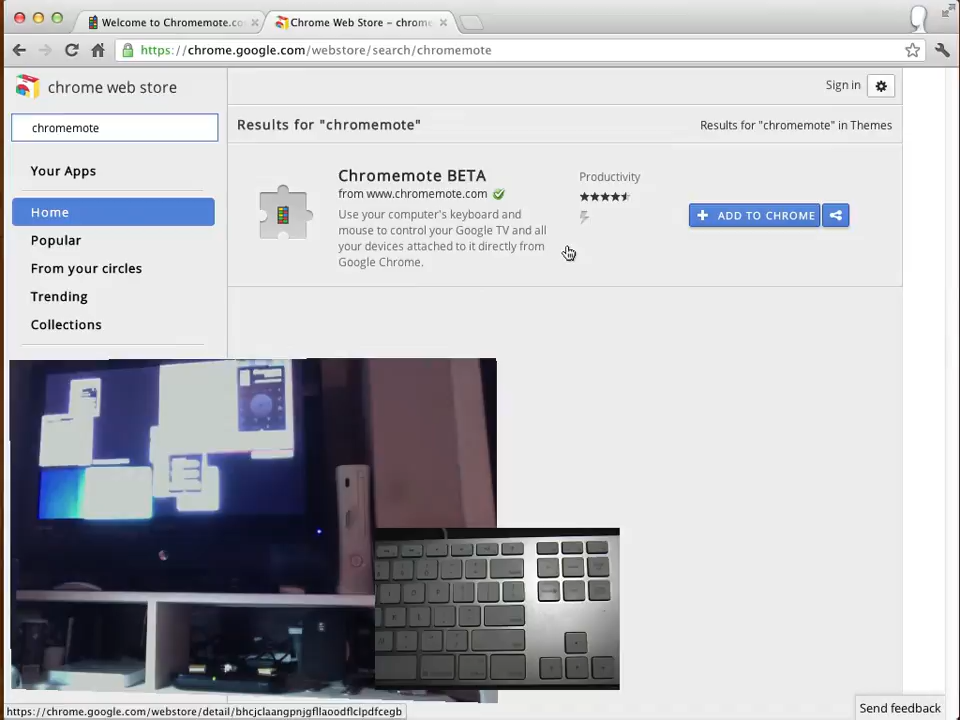 Welcome to Chromemote.co
Chrome Web Store – chrome
https://chrome.google.com/webstore/search/chromemote
chrome web store
Sign in
chromemote
Results for "chromemote"
Results for "chromemote" in Themes
Your Apps
Home
Popular
From your circles
Trending
Collections
Chromemote BETA
from www.chromemote.com
Use your computer's keyboard and
mouse to control your Google TV and all
your devices attached to it directly from
Google Chrome.
Productivity
ADD TO CHROME
https://chrome.google.com/webstore/detail/bhcjclaangpnjgfllaoodflclpdfcegb
Send feedback